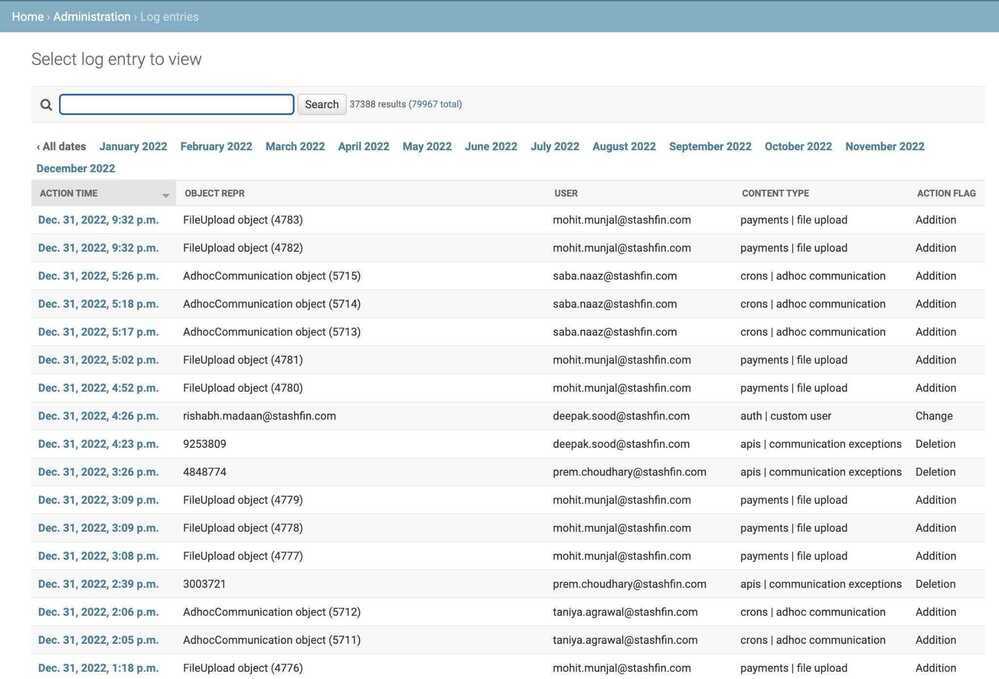 Home › Administration › Log entries
Select log entry to view
Search 37388 results (79967 total)
‹ All dates January 2022 February 2022 March 2022 April 2022 May 2022 June 2022 July 2022 August 2022 September 2022 October 2022 November 2022
December 2022
ACTION TIME OBJECT REPR USER CONTENT TYPE ACTION FLAG
Dec. 31, 2022, 9:32 p.m. FileUpload object (4783) mohit.munjal@stashfin.com payments | file upload Addition
Dec. 31, 2022, 9:32 p.m. FileUpload object (4782) mohit.munjal@stashfin.com payments | file upload Addition
Dec. 31, 2022, 5:26 p.m. AdhocCommunication object (5715) saba.naaz@stashfin.com crons | adhoc communication Addition
Dec. 31, 2022, 5:18 p.m. AdhocCommunication object (5714) saba.naaz@stashfin.com crons | adhoc communication Addition
Dec. 31, 2022, 5:17 p.m. AdhocCommunication object (5713) saba.naaz@stashfin.com crons | adhoc communication Addition
Dec. 31, 2022, 5:02 p.m. FileUpload object (4781) mohit.munjal@stashfin.com payments | file upload Addition
Dec. 31, 2022, 4:52 p.m. FileUpload object (4780) mohit.munjal@stashfin.com payments | file upload Addition
Dec. 31, 2022, 4:26 p.m. rishabh.madaan@stashfin.com deepak.sood@stashfin.com auth | custom user Change
Dec. 31, 2022, 4:23 p.m. 9253809 deepak.sood@stashfin.com apis | communication exceptions Deletion
Dec. 31, 2022, 3:26 p.m. 4848774 prem.choudhary@stashfin.com apis | communication exceptions Deletion
Dec. 31, 2022, 3:09 p.m. FileUpload object (4779) mohit.munjal@stashfin.com payments | file upload Addition
Dec. 31, 2022, 3:09 p.m. FileUpload object (4778) mohit.munjal@stashfin.com payments | file upload Addition
Dec. 31, 2022, 3:08 p.m. FileUpload object (4777) mohit.munjal@stashfin.com payments | file upload Addition
Dec. 31, 2022, 2:39 p.m. 3003721 prem.choudhary@stashfin.com apis | communication exceptions Deletion
Dec. 31, 2022, 2:06 p.m. AdhocCommunication object (5712) taniya.agrawal@stashfin.com crons | adhoc communication Addition
Dec. 31, 2022, 2:05 p.m. AdhocCommunication object (5711) taniya.agrawal@stashfin.com crons | adhoc communication Addition
Dec. 31, 2022, 1:18 p.m. FileUpload object (4776) mohit.munjal@stashfin.com payments | file upload Addition